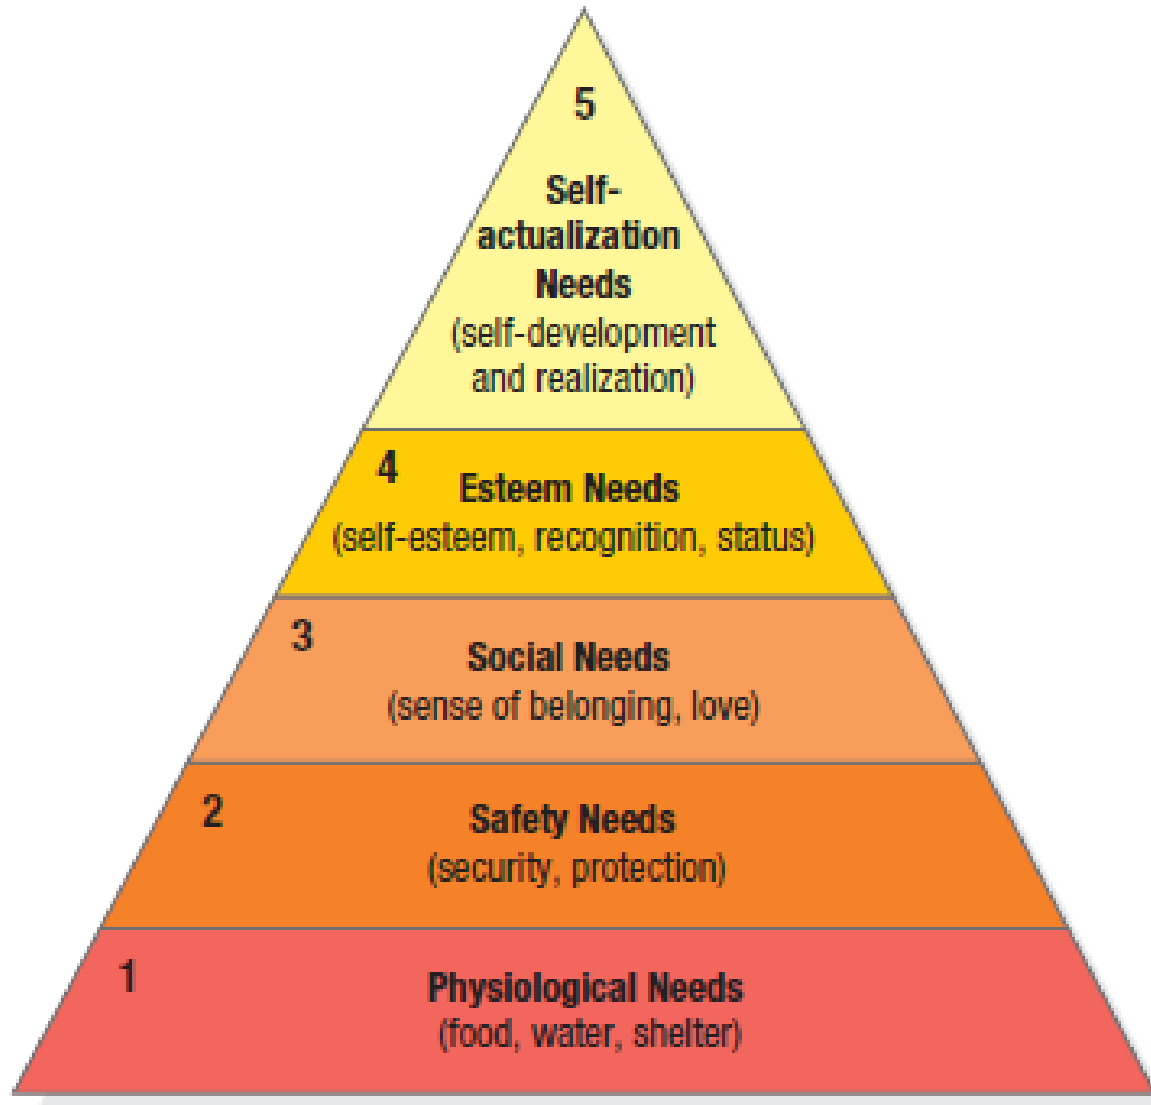 5
Self-
actualization
Needs
(self-development
and realization)
4
Esteem Needs
(self-esteem, recognition, status)
3
Social Needs
(sense of belonging, love)
2
Safety Needs
(security, protection)
1
Physiological Needs
(food, water, shelter)